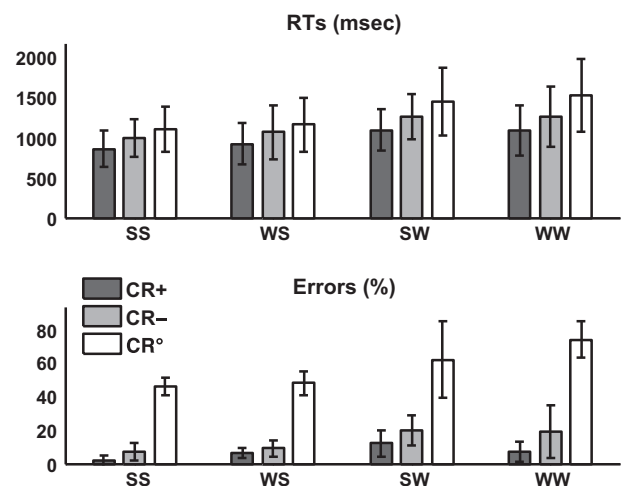 RTs (msec)
2000
1500
1000
500
0
SS WS SW WW
Errors (%)
CR+
CR−
CR°
80
60
40
20
0
SS WS SW WW